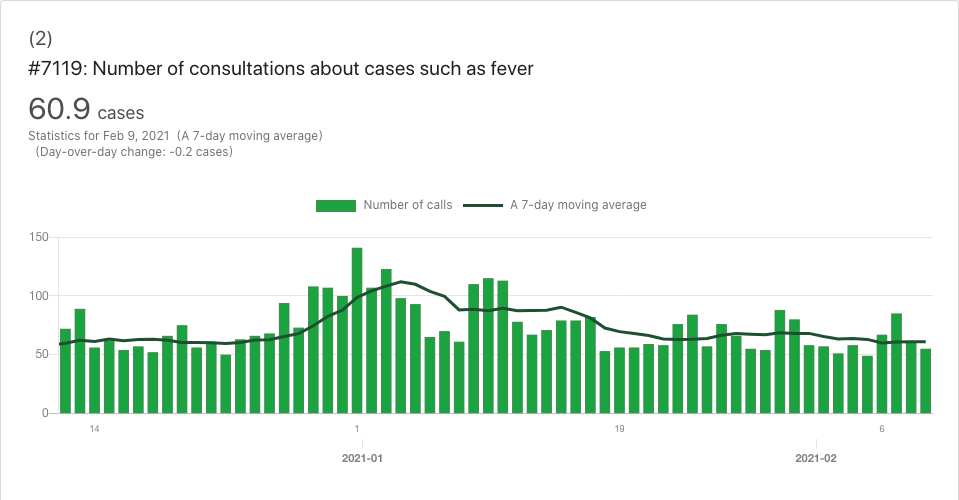 (2)
#7119: Number of consultations about cases such as fever
60.9 cases
Statistics for Feb 9, 2021 (A 7-day moving average)
(Day-over-day change: -0.2 cases)
Number of calls A 7-day moving average
150
100
50
0
14 1 19 6
2021-01 2021-02